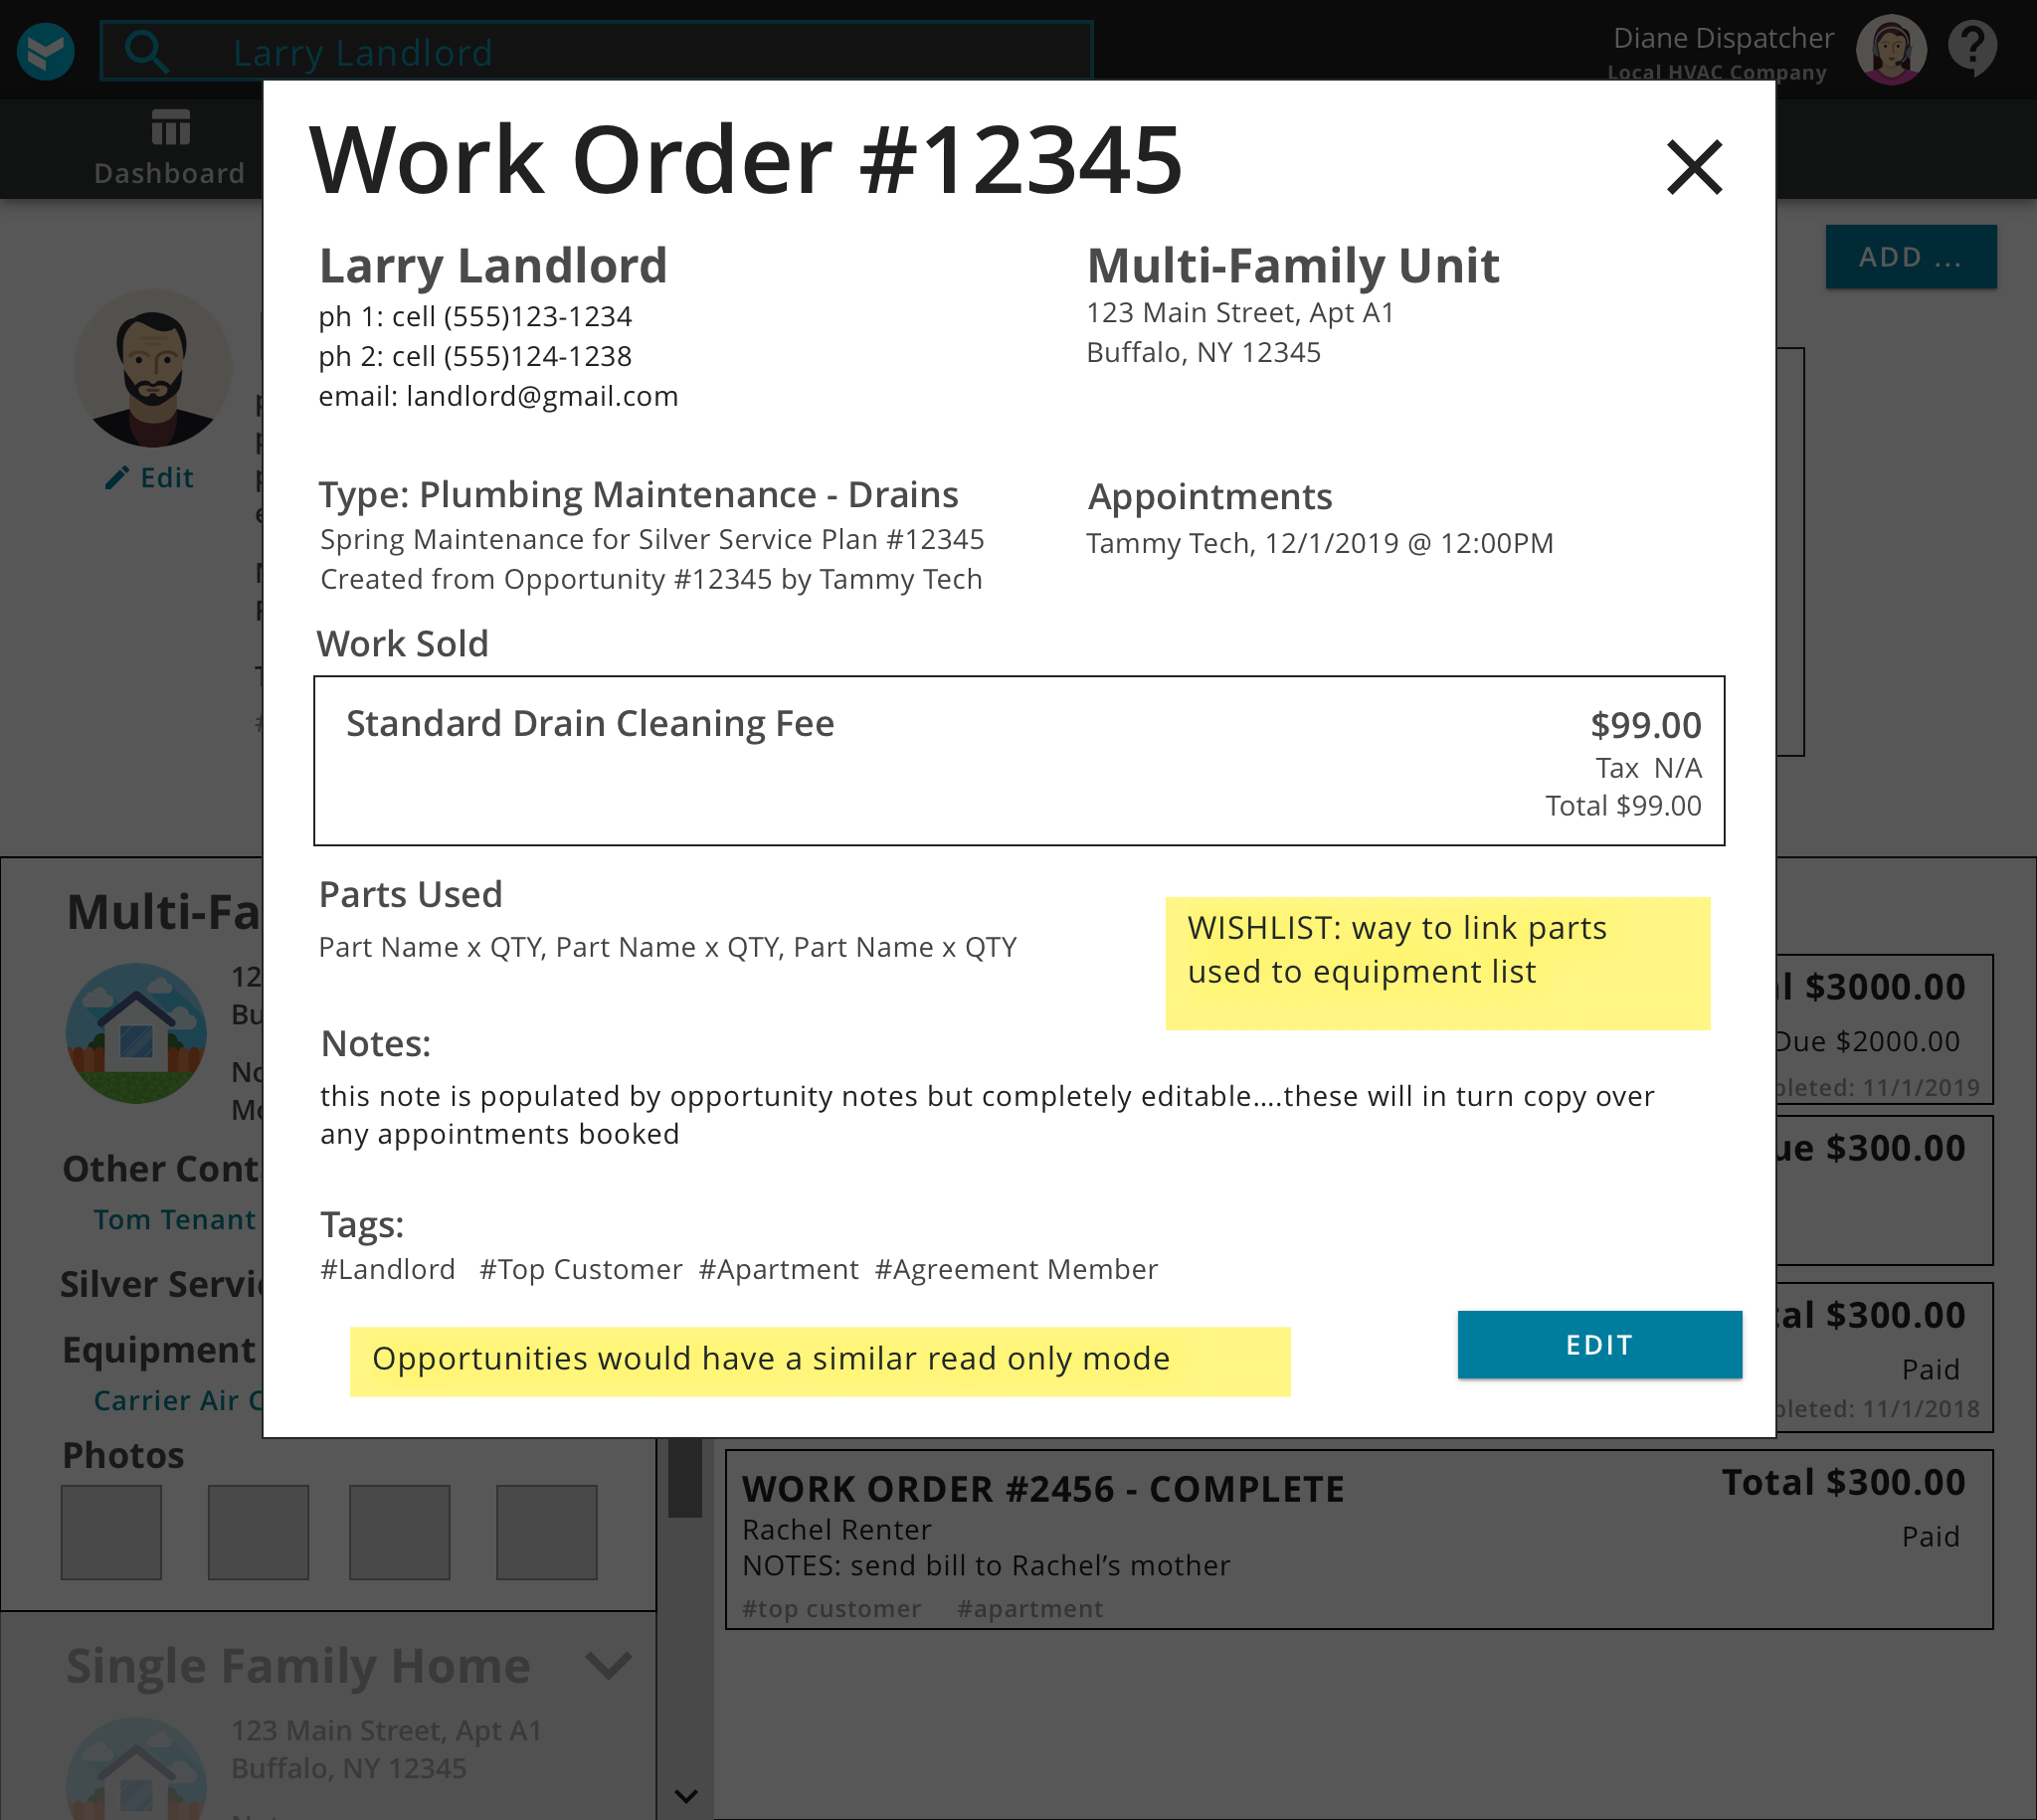 Larry Landlord
Diane Dispatcher
Local HVAC Company
Dashboard
Work Order #12345
ADD ...
Larry Landlord
ph 1: cell (555)123-1234
ph 2: cell (555)124-1238
email: landlord@gmail.com
Multi-Family Unit
123 Main Street, Apt A1
Buffalo, NY 12345
Edit
Type: Plumbing Maintenance - Drains
Spring Maintenance for Silver Service Plan #12345
Created from Opportunity #12345 by Tammy Tech
Appointments
Tammy Tech, 12/1/2019 @ 12:00PM
Work Sold
Standard Drain Cleaning Fee
$99.00
Tax N/A
Total $99.00
Parts Used
Part Name x QTY, Part Name x QTY, Part Name x QTY
WISHLIST: way to link parts
used to equipment list
Notes:
this note is populated by opportunity notes but completely editable....these will in turn copy over
any appointments booked
Tags:
#Landlord #Top Customer #Apartment #Agreement Member
Opportunities would have a similar read only mode
EDIT
Multi-Fa
12
Bu
Other Cont
Tom Tenant
Silver Servi
Equipment
Carrier Air
Photos
$3000.00
Due $2000.00
11/1/2019
$300.00
$300.00
Paid
11/1/2018
WORK ORDER #2456 - COMPLETE
Rachel Renter
NOTES: send bill to Rachel’s mother
#top customer #apartment
Total $300.00
Paid
Single Family Home
123 Main Street, Apt A1
Buffalo, NY 12345